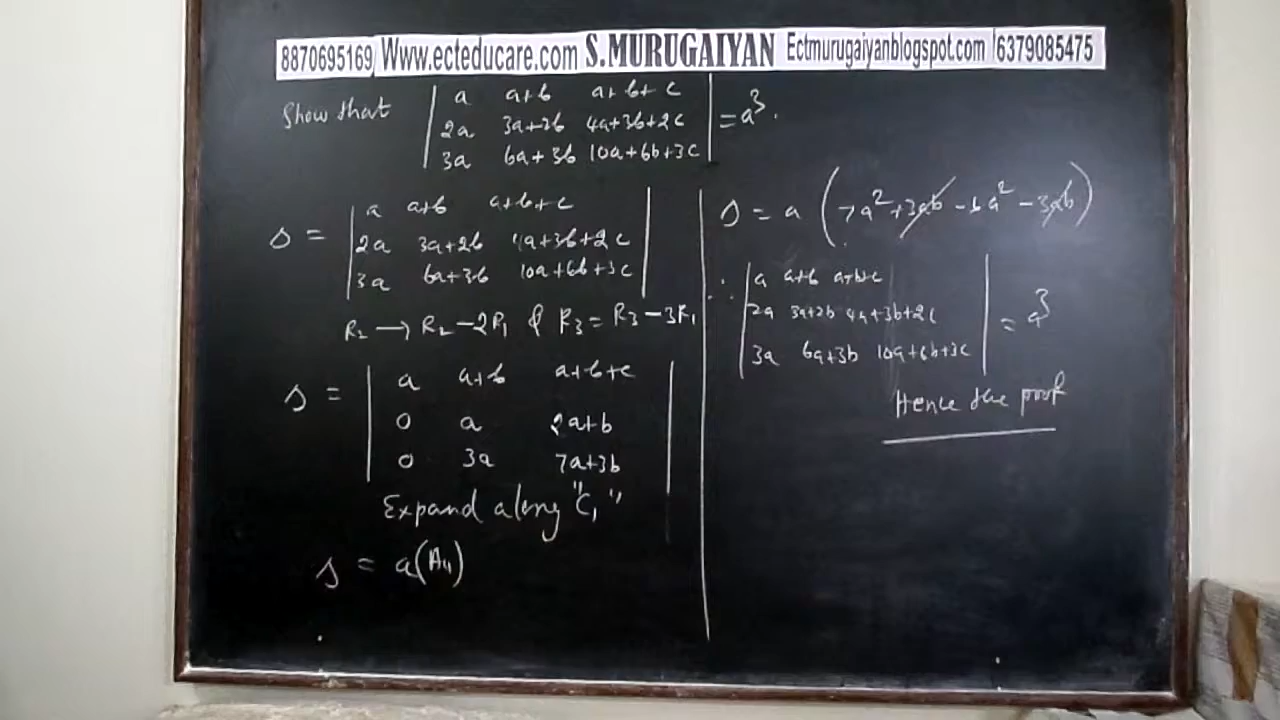 8870695169 Www.ecteducare.com S.MURUGAIYAN Ectmurugaiyanblogspot.com 6379085475
Show that | a a+b a+b+c |
| 2a 3a+2b 4a+3b+2c | = a³.
| 3a 6a+3b 10a+6b+3c |
| a a+b a+b+c |
Δ = | 2a 3a+2b 4a+3b+2c |
| 3a 6a+3b 10a+6b+3c |
R₂ → R₂ - 2R₁ & R₃ = R₃ - 3R₁
| a a+b a+b+c |
Δ = | 0 a 2a+b |
| 0 3a 7a+3b |
Expand along "C₁"
Δ = a(A₁₁)
Δ = a (7a² + 3ab - 6a² - 3ab)
∴ | a a+b a+b+c |
| 2a 3a+2b 4a+3b+2c | = a³
| 3a 6a+3b 10a+6b+3c |
Hence the proof